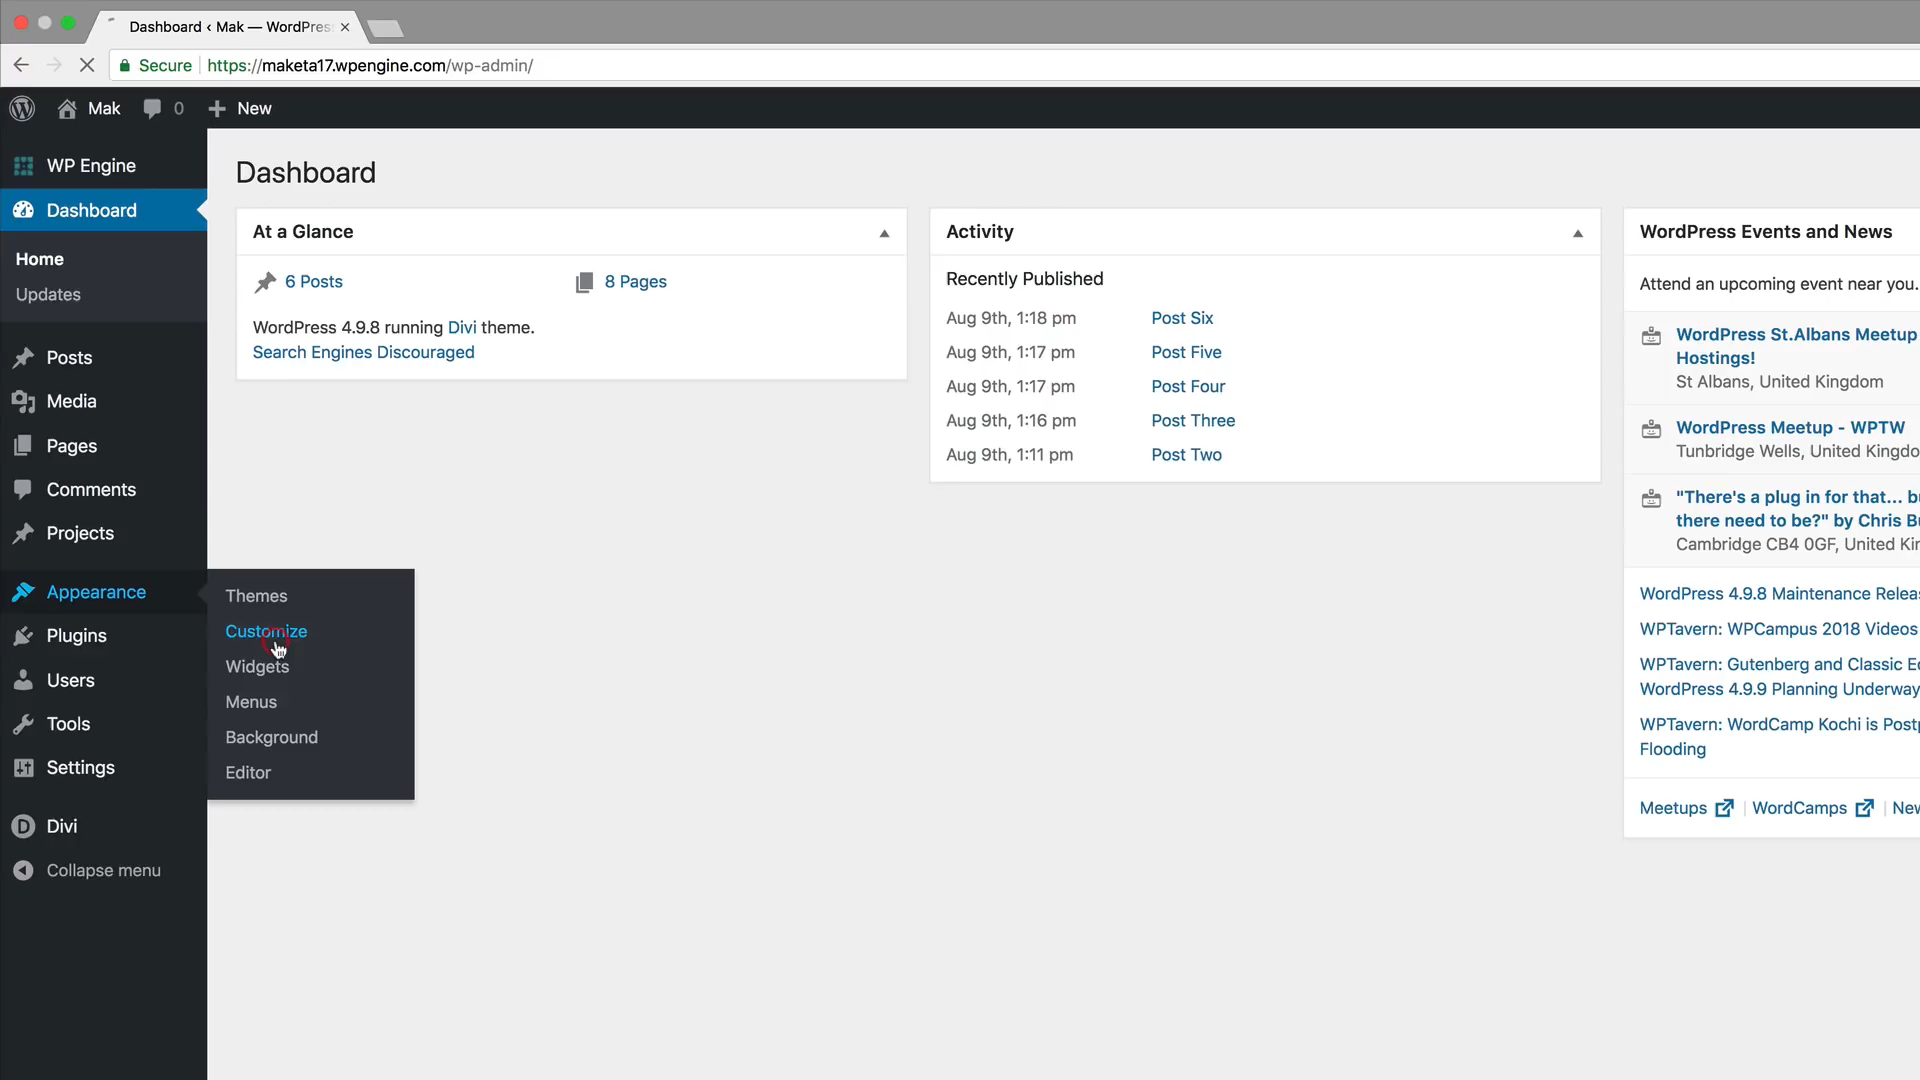 Dashboard ‹ Mak — WordPres
Secure
https://maketa17.wpengine.com/wp-admin/
Mak
0
New
WP Engine
Dashboard
Home
Updates
Posts
Media
Pages
Comments
Projects
Appearance
Plugins
Users
Tools
Settings
Divi
Collapse menu
Themes
Customize
Widgets
Menus
Background
Editor
Dashboard
At a Glance
6 Posts
8 Pages
WordPress 4.9.8 running Divi theme.
Search Engines Discouraged
Activity
Recently Published
Aug 9th, 1:18 pm Post Six
Aug 9th, 1:17 pm Post Five
Aug 9th, 1:17 pm Post Four
Aug 9th, 1:16 pm Post Three
Aug 9th, 1:11 pm Post Two
WordPress Events and News
Attend an upcoming event near you.
WordPress St.Albans Meetup
Hostings!
St Albans, United Kingdom
WordPress Meetup - WPTW
Tunbridge Wells, United Kingdo
"There's a plug in for that... bu
there need to be?" by Chris B
Cambridge CB4 0GF, United Kin
WordPress 4.9.8 Maintenance Relea
WPTavern: WPCampus 2018 Videos
WPTavern: Gutenberg and Classic E
WordPress 4.9.9 Planning Underway
WPTavern: WordCamp Kochi is Postp
Flooding
Meetups | WordCamps | New